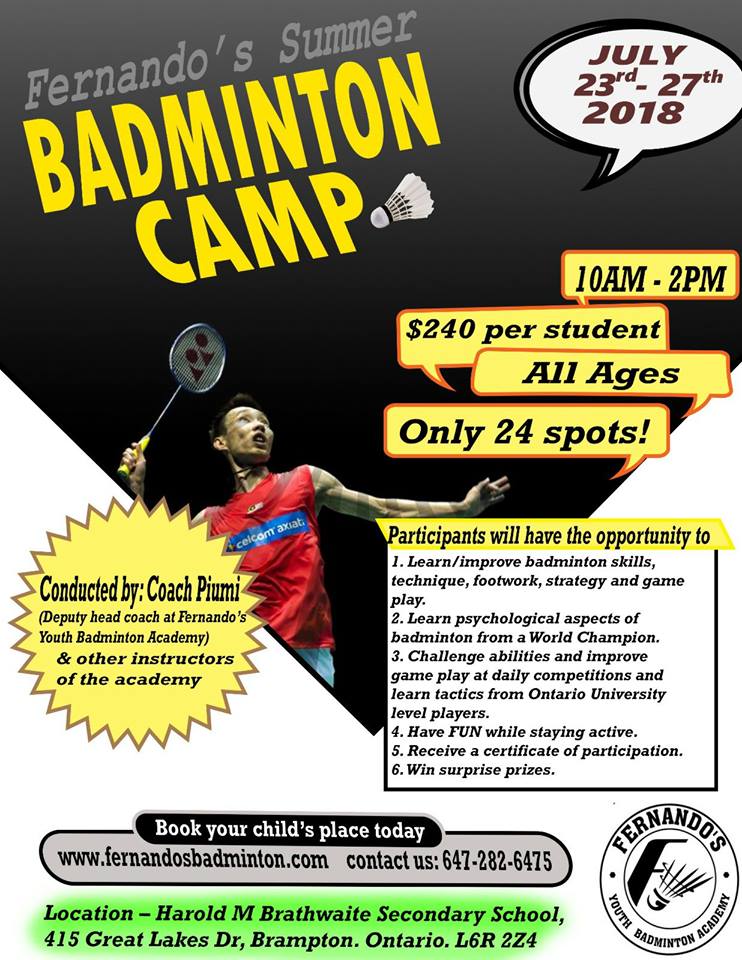 Fernando's Summer
BADMINTON
CAMP
JULY
23rd - 27th
2018
10AM - 2PM
$240 per student
All Ages
Only 24 spots!
celcom axiata
Conducted by: Coach Piumi
(Deputy head coach at Fernando's
Youth Badminton Academy)
& other instructors
of the academy
Participants will have the opportunity to
1. Learn/improve badminton skills,
technique, footwork, strategy and game
play.
2. Learn psychological aspects of
badminton from a World Champion.
3. Challenge abilities and improve
game play at daily competitions and
learn tactics from Ontario University
level players.
4. Have FUN while staying active.
5. Receive a certificate of participation.
6. Win surprise prizes.
Book your child's place today
www.fernandosbadminton.com contact us: 647-282-6475
FERNANDO'S
YOUTH BADMINTON ACADEMY
Location – Harold M Brathwaite Secondary School,
415 Great Lakes Dr, Brampton. Ontario. L6R 2Z4